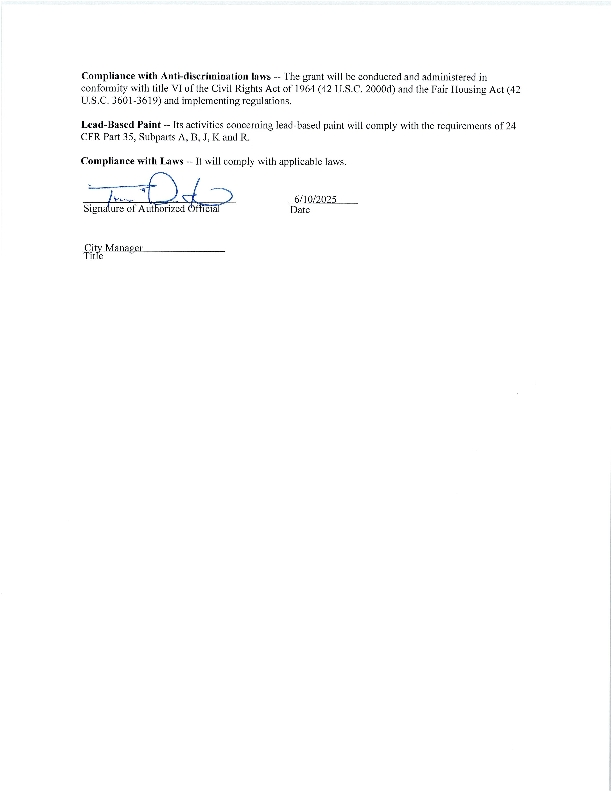 Compliance with Anti-discrimination laws -- The grant will be conducted and administered in
conformity with title VI of the Civil Rights Act of 1964 (42 U.S.C. 2000d) and the Fair Housing Act (42
U.S.C. 3601-3619) and implementing regulations.
Lead-Based Paint -- Its activities concerning lead-based paint will comply with the requirements of 24
CFR Part 35, Subparts A, B, J, K and R.
Compliance with Laws -- It will comply with applicable laws.
6/10/2025
Signature of Authorized Official Date
City Manager
Title